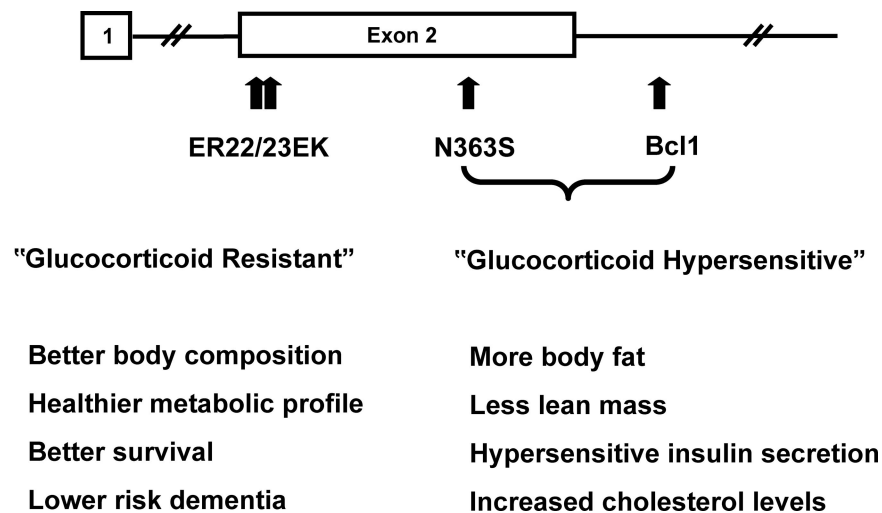 1
Exon 2
ER22/23EK
N363S
Bcl1
"Glucocorticoid Resistant”
"Glucocorticoid Hypersensitive”
Better body composition
Healthier metabolic profile
Better survival
Lower risk dementia
More body fat
Less lean mass
Hypersensitive insulin secretion
Increased cholesterol levels